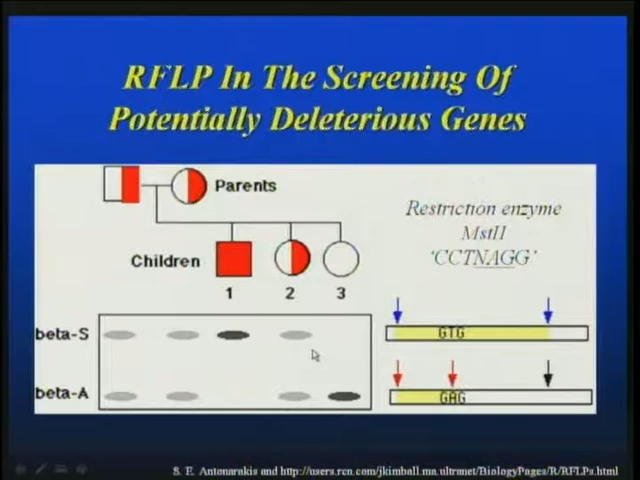 RFLP In The Screening Of
Potentially Deleterious Genes
Parents
Restriction enzyme
MstII
'CCTNAGG'
Children
1 2 3
beta-S
GTG
beta-A
GAG
S. E. Antonarakis and http://users.rcn.com/jkimball.ma.ultranet/BiologyPages/R/RFLPs.html